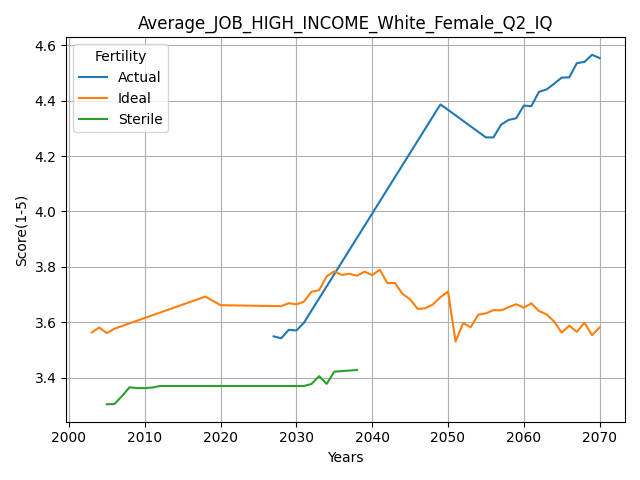 Average_JOB_HIGH_INCOME_White_Female_Q2_IQ
Fertility
Actual
Ideal
Sterile
Score(1-5)
4.6
4.4
4.2
4.0
3.8
3.6
3.4
2000 2010 2020 2030 2040 2050 2060 2070
Years